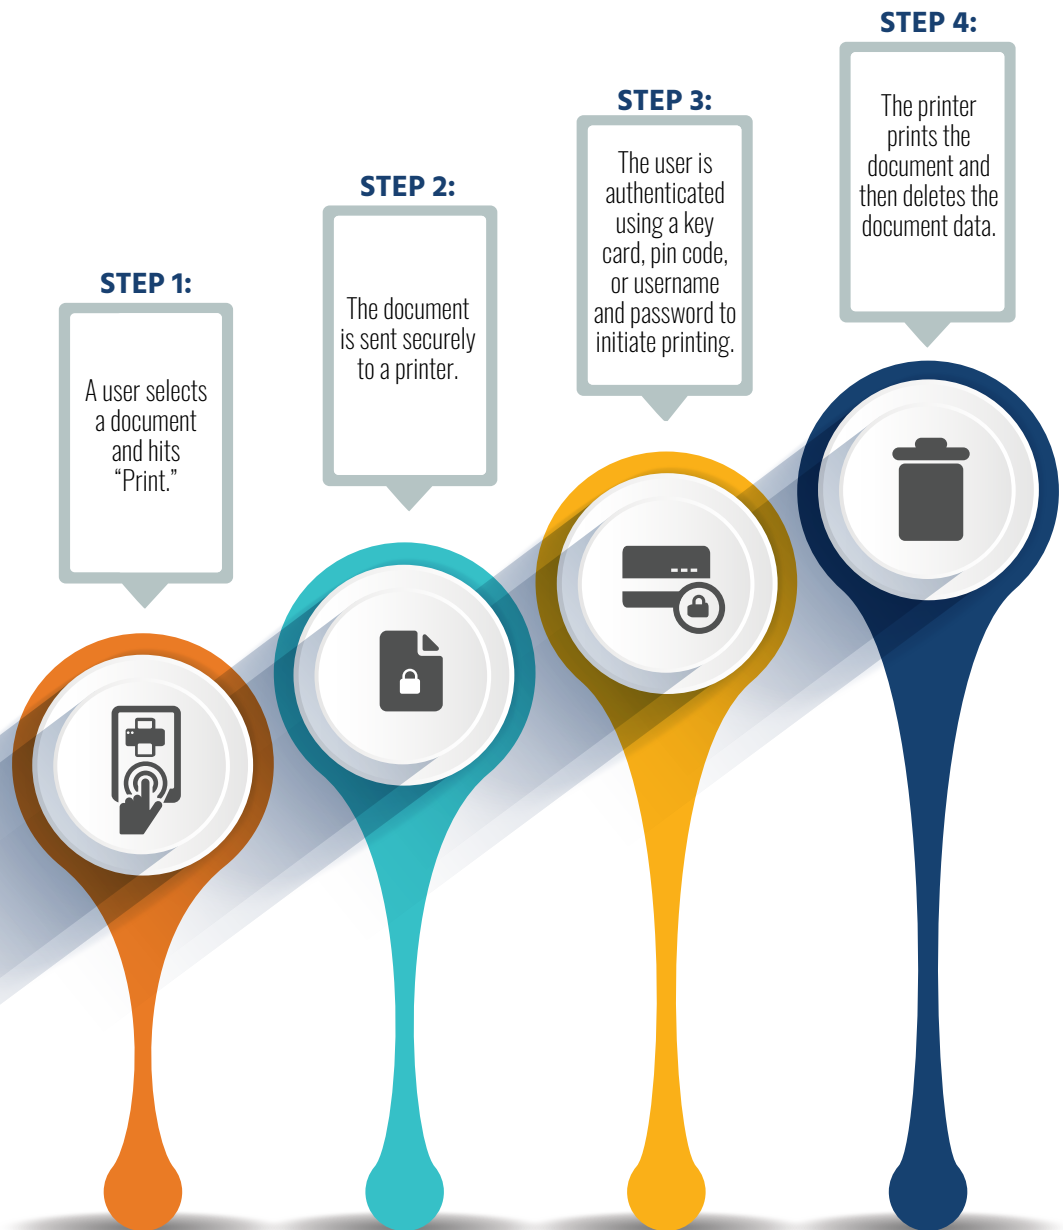 STEP 1:
A user selects
a document
and hits
“Print.”
STEP 2:
The document
is sent securely
to a printer.
STEP 3:
The user is
authenticated
using a key
card, pin code,
or username
and password to
initiate printing.
STEP 4:
The printer
prints the
document and
then deletes the
document data.